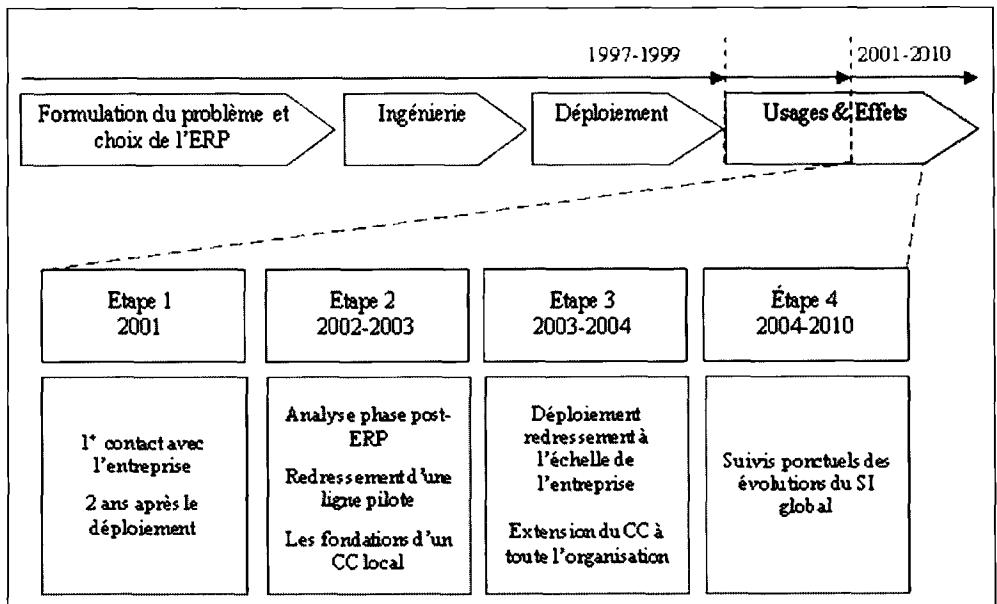 1997-1999
2001-2010
Formulation du problème et
choix de l'ERP
Ingénierie
Déploiement
Usages & Effets
Etape 1
2001
Etape 2
2002-2003
Etape 3
2003-2004
Étape 4
2004-2010
1er contact avec
l'entreprise
2 ans après le
déploiement
Analyse phase post-
ERP
Redressement d'une
ligne pilote
Les fondations d'un
CC local
Déploiement
redressement à
l'échelle de
l'entreprise
Extension du CC à
toute l'organisation
Suivis ponctuels des
évolutions du SI
global